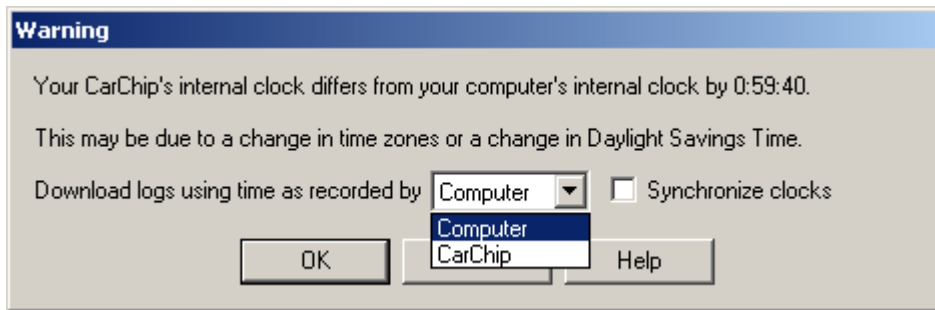 Warning
Your CarChip's internal clock differs from your computer's internal clock by 0:59:40.
This may be due to a change in time zones or a change in Daylight Savings Time.
Download logs using time as recorded by Computer Synchronize clocks
Computer
CarChip
OK Help